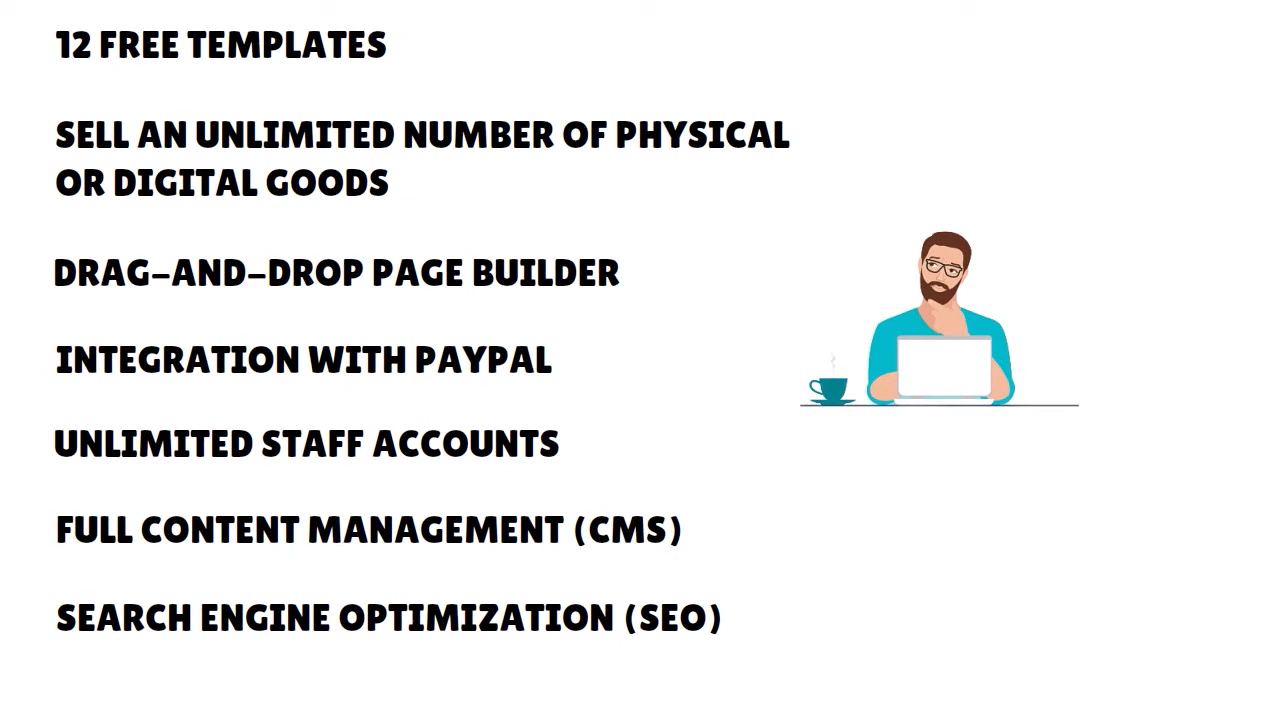 12 FREE TEMPLATES
SELL AN UNLIMITED NUMBER OF PHYSICAL
OR DIGITAL GOODS
DRAG-AND-DROP PAGE BUILDER
INTEGRATION WITH PAYPAL
UNLIMITED STAFF ACCOUNTS
FULL CONTENT MANAGEMENT (CMS)
SEARCH ENGINE OPTIMIZATION (SEO)